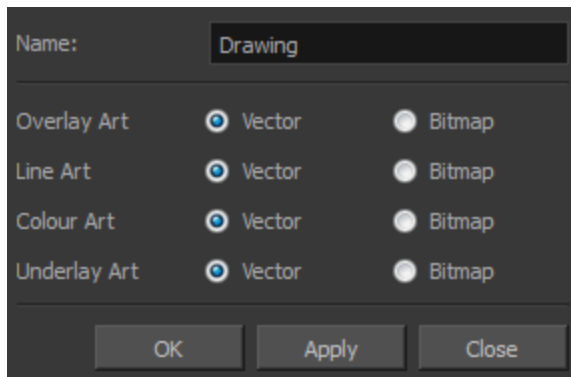 Name: Drawing
Overlay Art Vector Bitmap
Line Art Vector Bitmap
Colour Art Vector Bitmap
Underlay Art Vector Bitmap
OK Apply Close